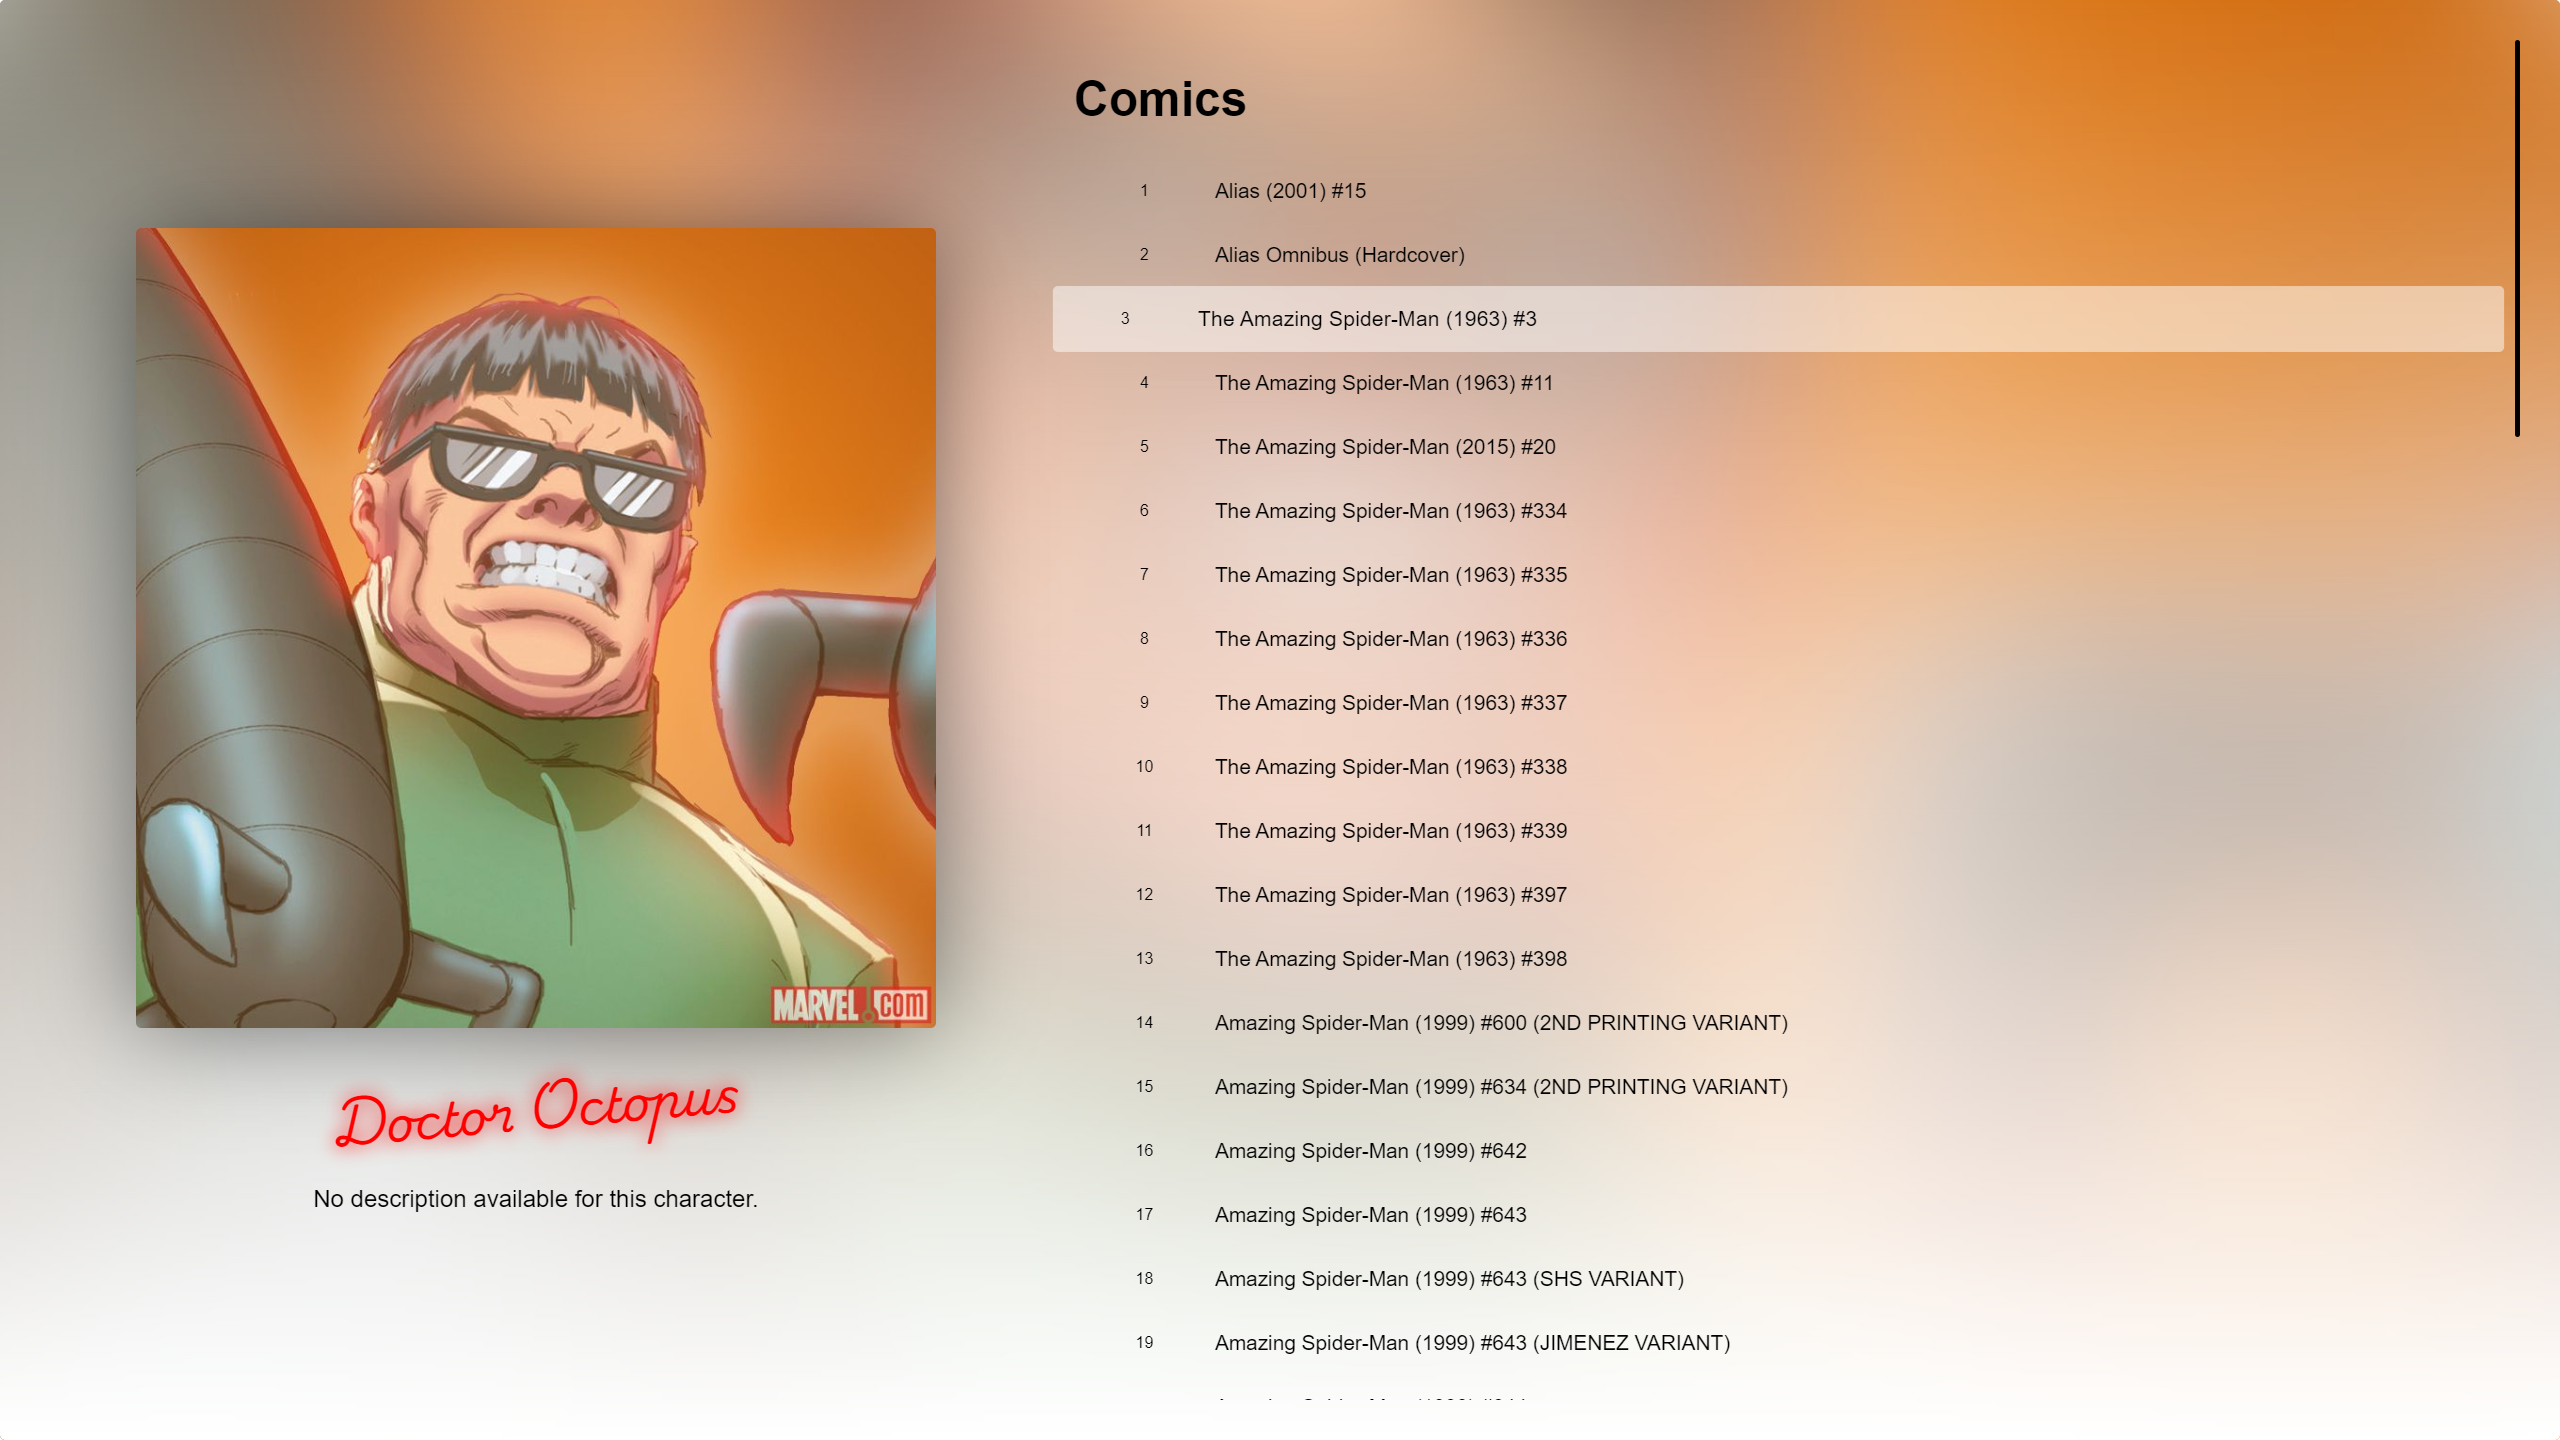 MARVEL.com
Doctor Octopus
No description available for this character.
Comics
1 Alias (2001) #15
2 Alias Omnibus (Hardcover)
3 The Amazing Spider-Man (1963) #3
4 The Amazing Spider-Man (1963) #11
5 The Amazing Spider-Man (2015) #20
6 The Amazing Spider-Man (1963) #334
7 The Amazing Spider-Man (1963) #335
8 The Amazing Spider-Man (1963) #336
9 The Amazing Spider-Man (1963) #337
10 The Amazing Spider-Man (1963) #338
11 The Amazing Spider-Man (1963) #339
12 The Amazing Spider-Man (1963) #397
13 The Amazing Spider-Man (1963) #398
14 Amazing Spider-Man (1999) #600 (2ND PRINTING VARIANT)
15 Amazing Spider-Man (1999) #634 (2ND PRINTING VARIANT)
16 Amazing Spider-Man (1999) #642
17 Amazing Spider-Man (1999) #643
18 Amazing Spider-Man (1999) #643 (SHS VARIANT)
19 Amazing Spider-Man (1999) #643 (JIMENEZ VARIANT)